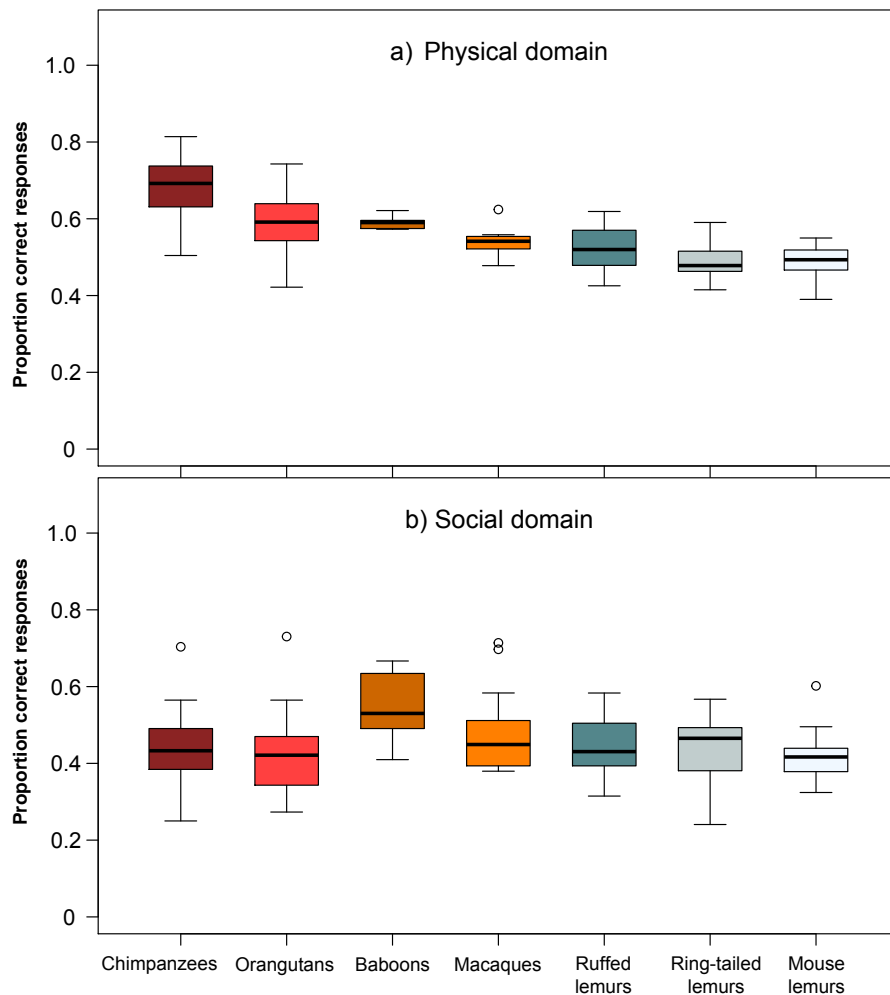 a) Physical domain
Proportion correct responses
1.0
0.8
0.6
0.4
0.2
0
b) Social domain
Proportion correct responses
1.0
0.8
0.6
0.4
0.2
0
Chimpanzees Orangutans Baboons Macaques Ruffed lemurs Ring-tailed lemurs Mouse lemurs